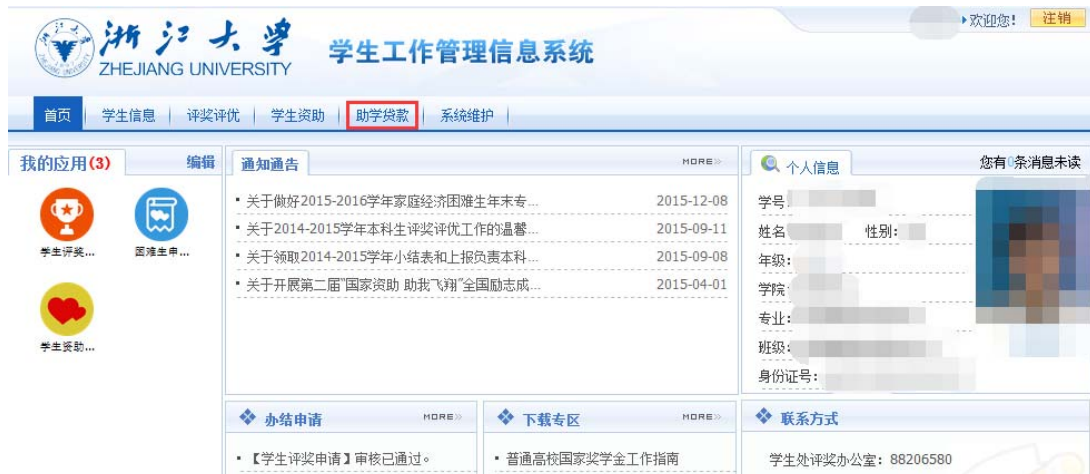 欢迎您! 注销
浙江大学
ZHEJIANG UNIVERSITY
学生工作管理信息系统
首页 学生信息 评奖评优 学生资助 助学贷款 系统维护
我的应用(3) 编辑
学生评奖...
困难生申...
学生资助...
通知通告 MORE
▪ 关于做好2015-2016学年家庭经济困难生年末专... 2015-12-08
▪ 关于2014-2015学年本科生评奖评优工作的温馨... 2015-09-11
▪ 关于领取2014-2015学年小结表和上报负责本科... 2015-09-08
▪ 关于开展第二届"国家资助 助我飞翔"全国励志成... 2015-04-01
个人信息 您有0条消息未读
学号:
姓名 性别:
年级:
学院
专业:
班级:
身份证号:
办结申请 MORE
▪ 【学生评奖申请】审核已通过。
下载专区 MORE
▪ 普通高校国家奖学金工作指南
联系方式
学生处评奖办公室: 88206580